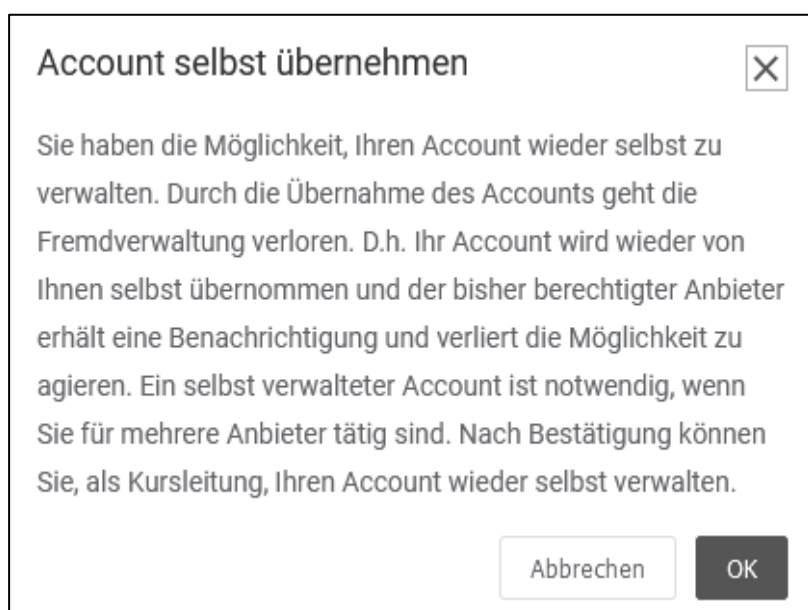 Account selbst übernehmen
Sie haben die Möglichkeit, Ihren Account wieder selbst zu
verwalten. Durch die Übernahme des Accounts geht die
Fremdverwaltung verloren. D.h. Ihr Account wird wieder von
Ihnen selbst übernommen und der bisher berechtigter Anbieter
erhält eine Benachrichtigung und verliert die Möglichkeit zu
agieren. Ein selbst verwalteter Account ist notwendig, wenn
Sie für mehrere Anbieter tätig sind. Nach Bestätigung können
Sie, als Kursleitung, Ihren Account wieder selbst verwalten.
Abbrechen OK